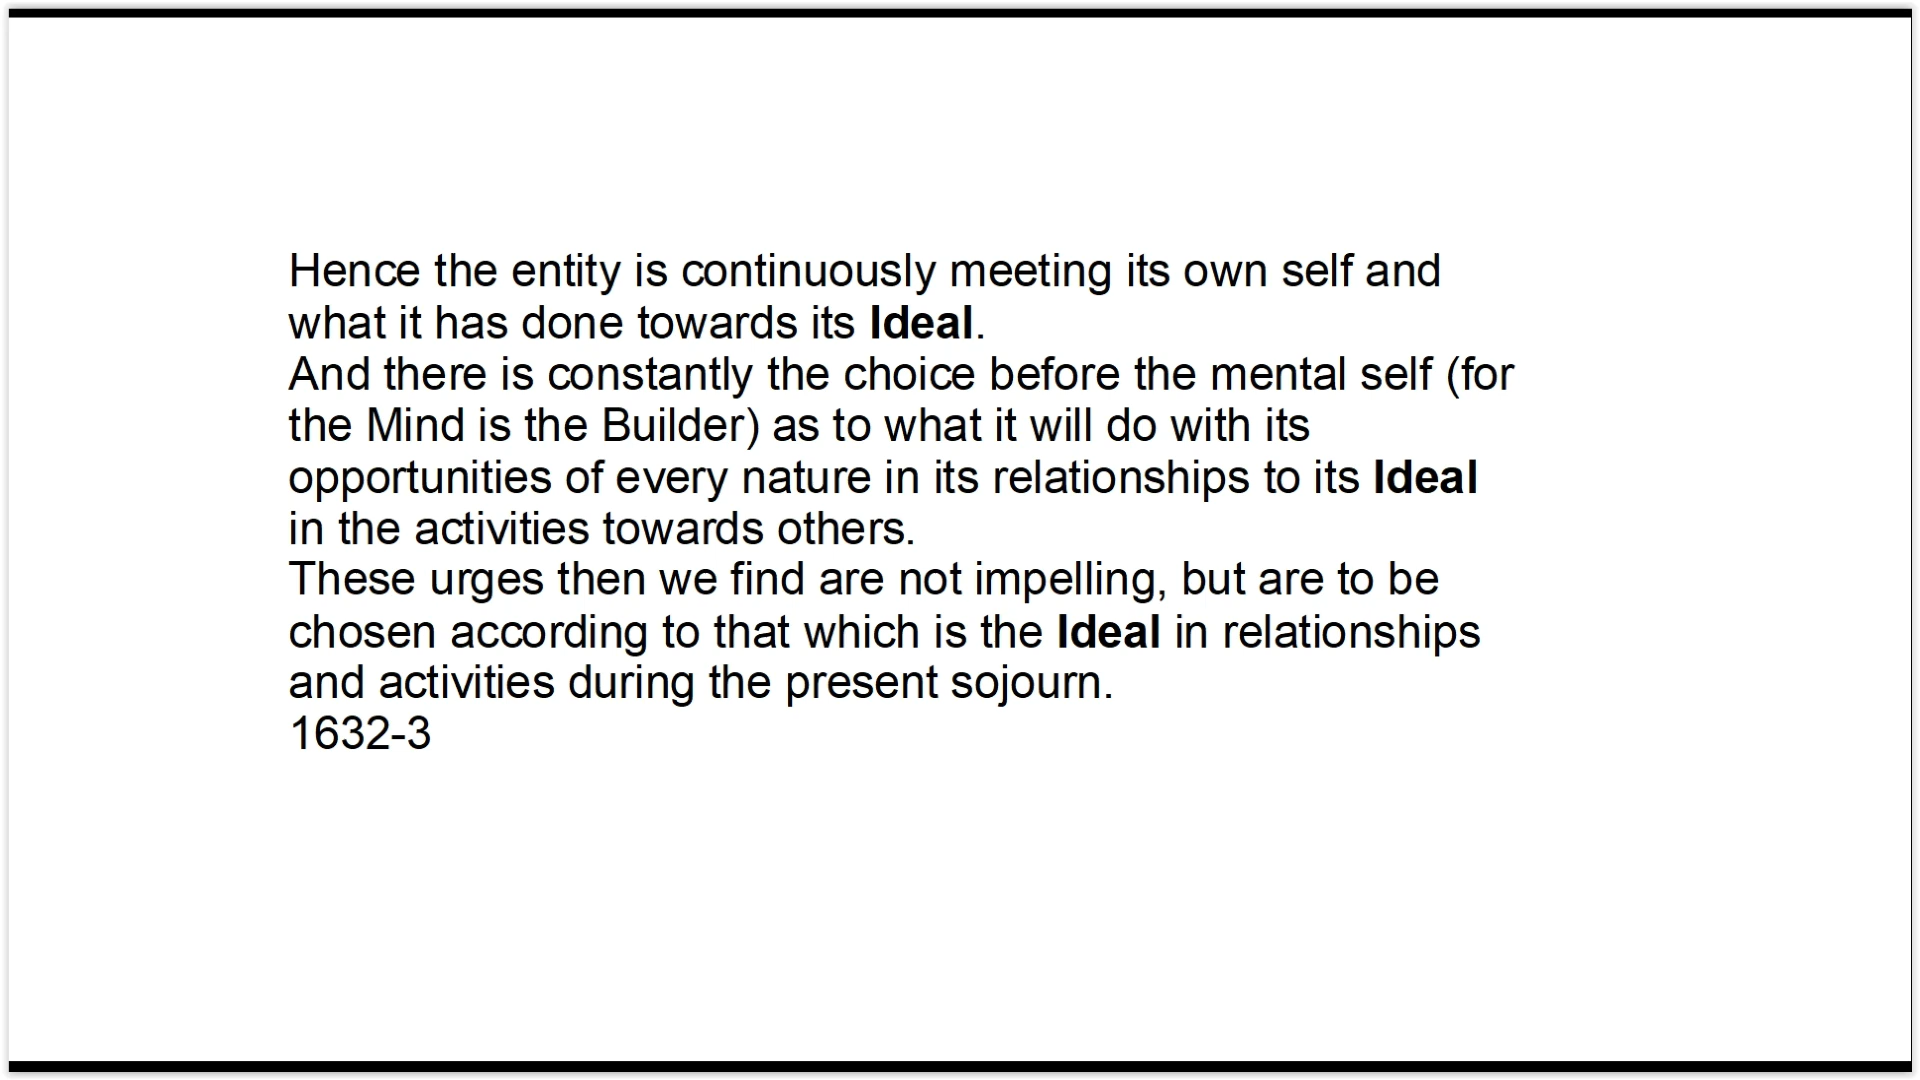 Hence the entity is continuously meeting its own self and
what it has done towards its Ideal.
And there is constantly the choice before the mental self (for
the Mind is the Builder) as to what it will do with its
opportunities of every nature in its relationships to its Ideal
in the activities towards others.
These urges then we find are not impelling, but are to be
chosen according to that which is the Ideal in relationships
and activities during the present sojourn.
1632-3